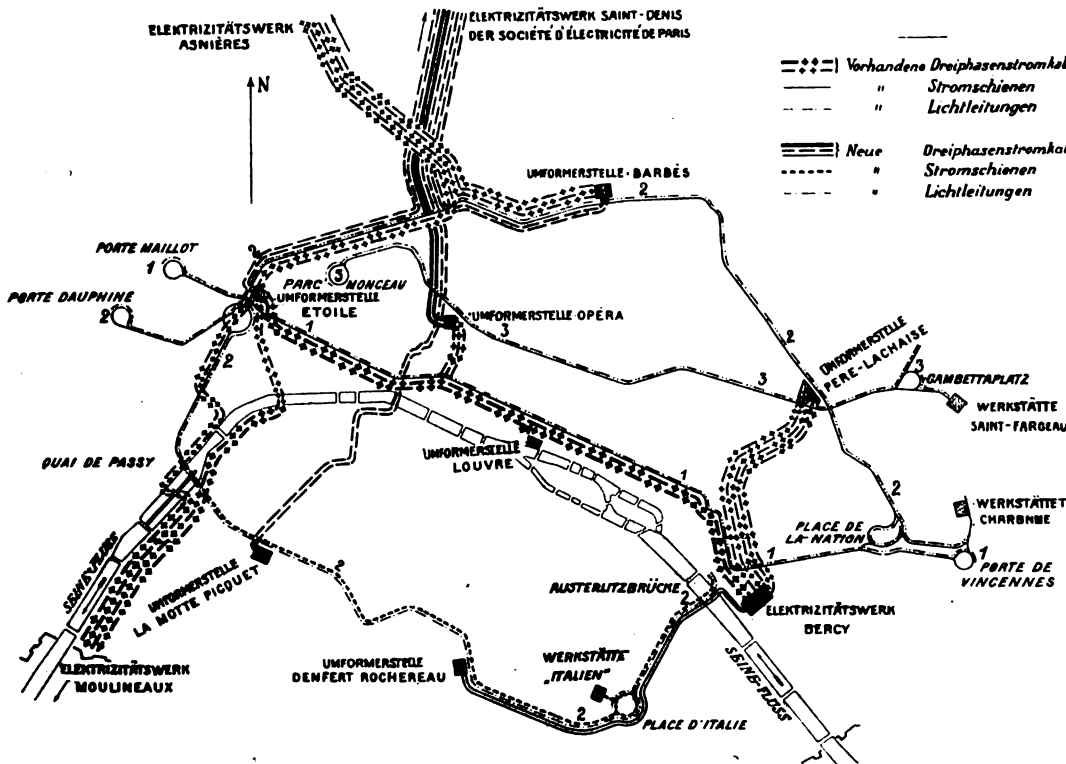 ELEKTRIZITÄTSWERK
ASNIÈRES
ELEKTRIZITÄTSWERK SAINT-DENIS
DER SOCIÉTÉ D'ÉLECTRICITÉ DE PARIS
N
Vorhandene Dreiphasenstromkab
" Stromschienen
" Lichtleitungen
Neue Dreiphasenstromkab
" Stromschienen
" Lichtleitungen
UMFORMERSTELLE-BARBÈS
2
PORTE MAILLOT
1
2
PARC MONCEAU
3
PORTE DAUPHINE
2
UMFORMERSTELLE
ETOILE
1
2
UMFORMERSTELLE-OPÉRA
3
2
UMFORMERSTELLE
PERE-LACHAISE
3
3
GAMBETTAPLATZ
WERKSTÄTTE
SAINT-FARGEAU
QUAI DE PASSY
UMFORMERSTELLE
LOUVRE
1
2
WERKSTÄTTE
CHARONNE
PLACE DE
LA-NATION
1
1
PORTE DE
VINCENNES
SEINE-FLUSS
UMFORMERSTELLE
LA MOTTE PICQUET
2
AUSTERLITZBRÜCKE
2
ELEKTRIZITÄTSWERK
BERCY
ELEKTRIZITÄTSWERK
MOULINEAUX
UMFORMERSTELLE
DENFERT ROCHEREAU
WERKSTÄTTE
„ITALIEN"
2
PLACE D'ITALIE
SEINE-FLUSS